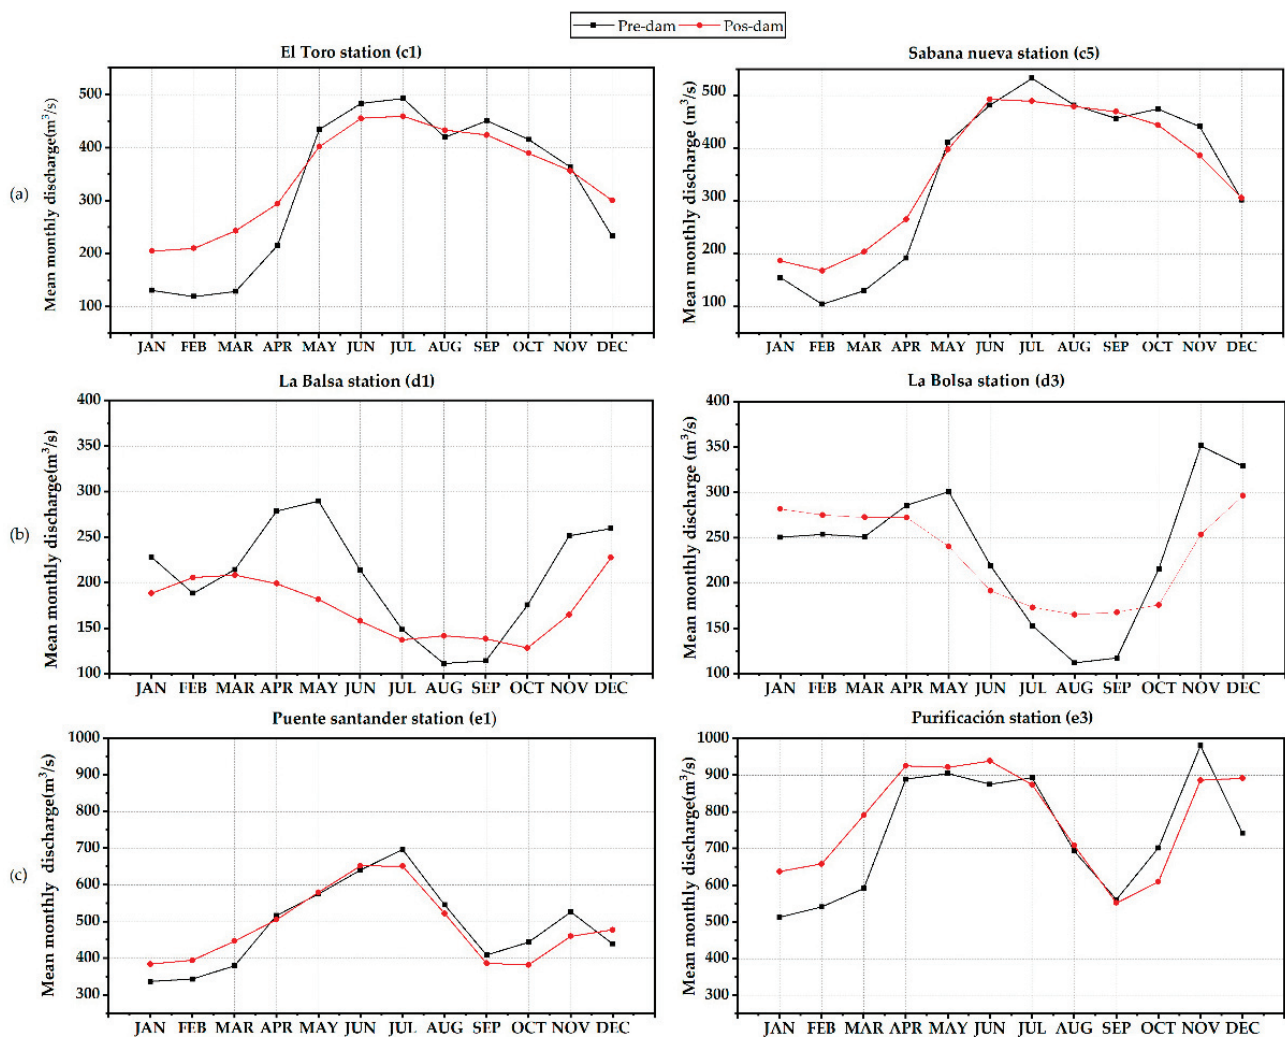 Pre-dam Pos-dam
El Toro station (c1)
Sabana nueva station (c5)
(a)
Mean monthly discharge(m³/s)
500
400
300
200
100
JAN FEB MAR APR MAY JUN JUL AUG SEP OCT NOV DEC
Mean monthly discharge (m³/s)
500
400
300
200
100
JAN FEB MAR APR MAY JUN JUL AUG SEP OCT NOV DEC
La Balsa station (d1)
La Bolsa station (d3)
(b)
Mean monthly discharge(m³/s)
400
350
300
250
200
150
100
JAN FEB MAR APR MAY JUN JUL AUG SEP OCT NOV DEC
Mean monthly discharge (m³/s)
400
350
300
250
200
150
100
JAN FEB MAR APR MAY JUN JUL AUG SEP OCT NOV DEC
Puente santander station (e1)
Purificación station (e3)
(c)
Mean monthly discharge(m³/s)
1000
900
800
700
600
500
400
300
JAN FEB MAR APR MAY JUN JUL AUG SEP OCT NOV DEC
Mean monthly discharge(m³/s)
1000
900
800
700
600
500
400
300
JAN FEB MAR APR MAY JUN JUL AUG SEP OCT NOV DEC